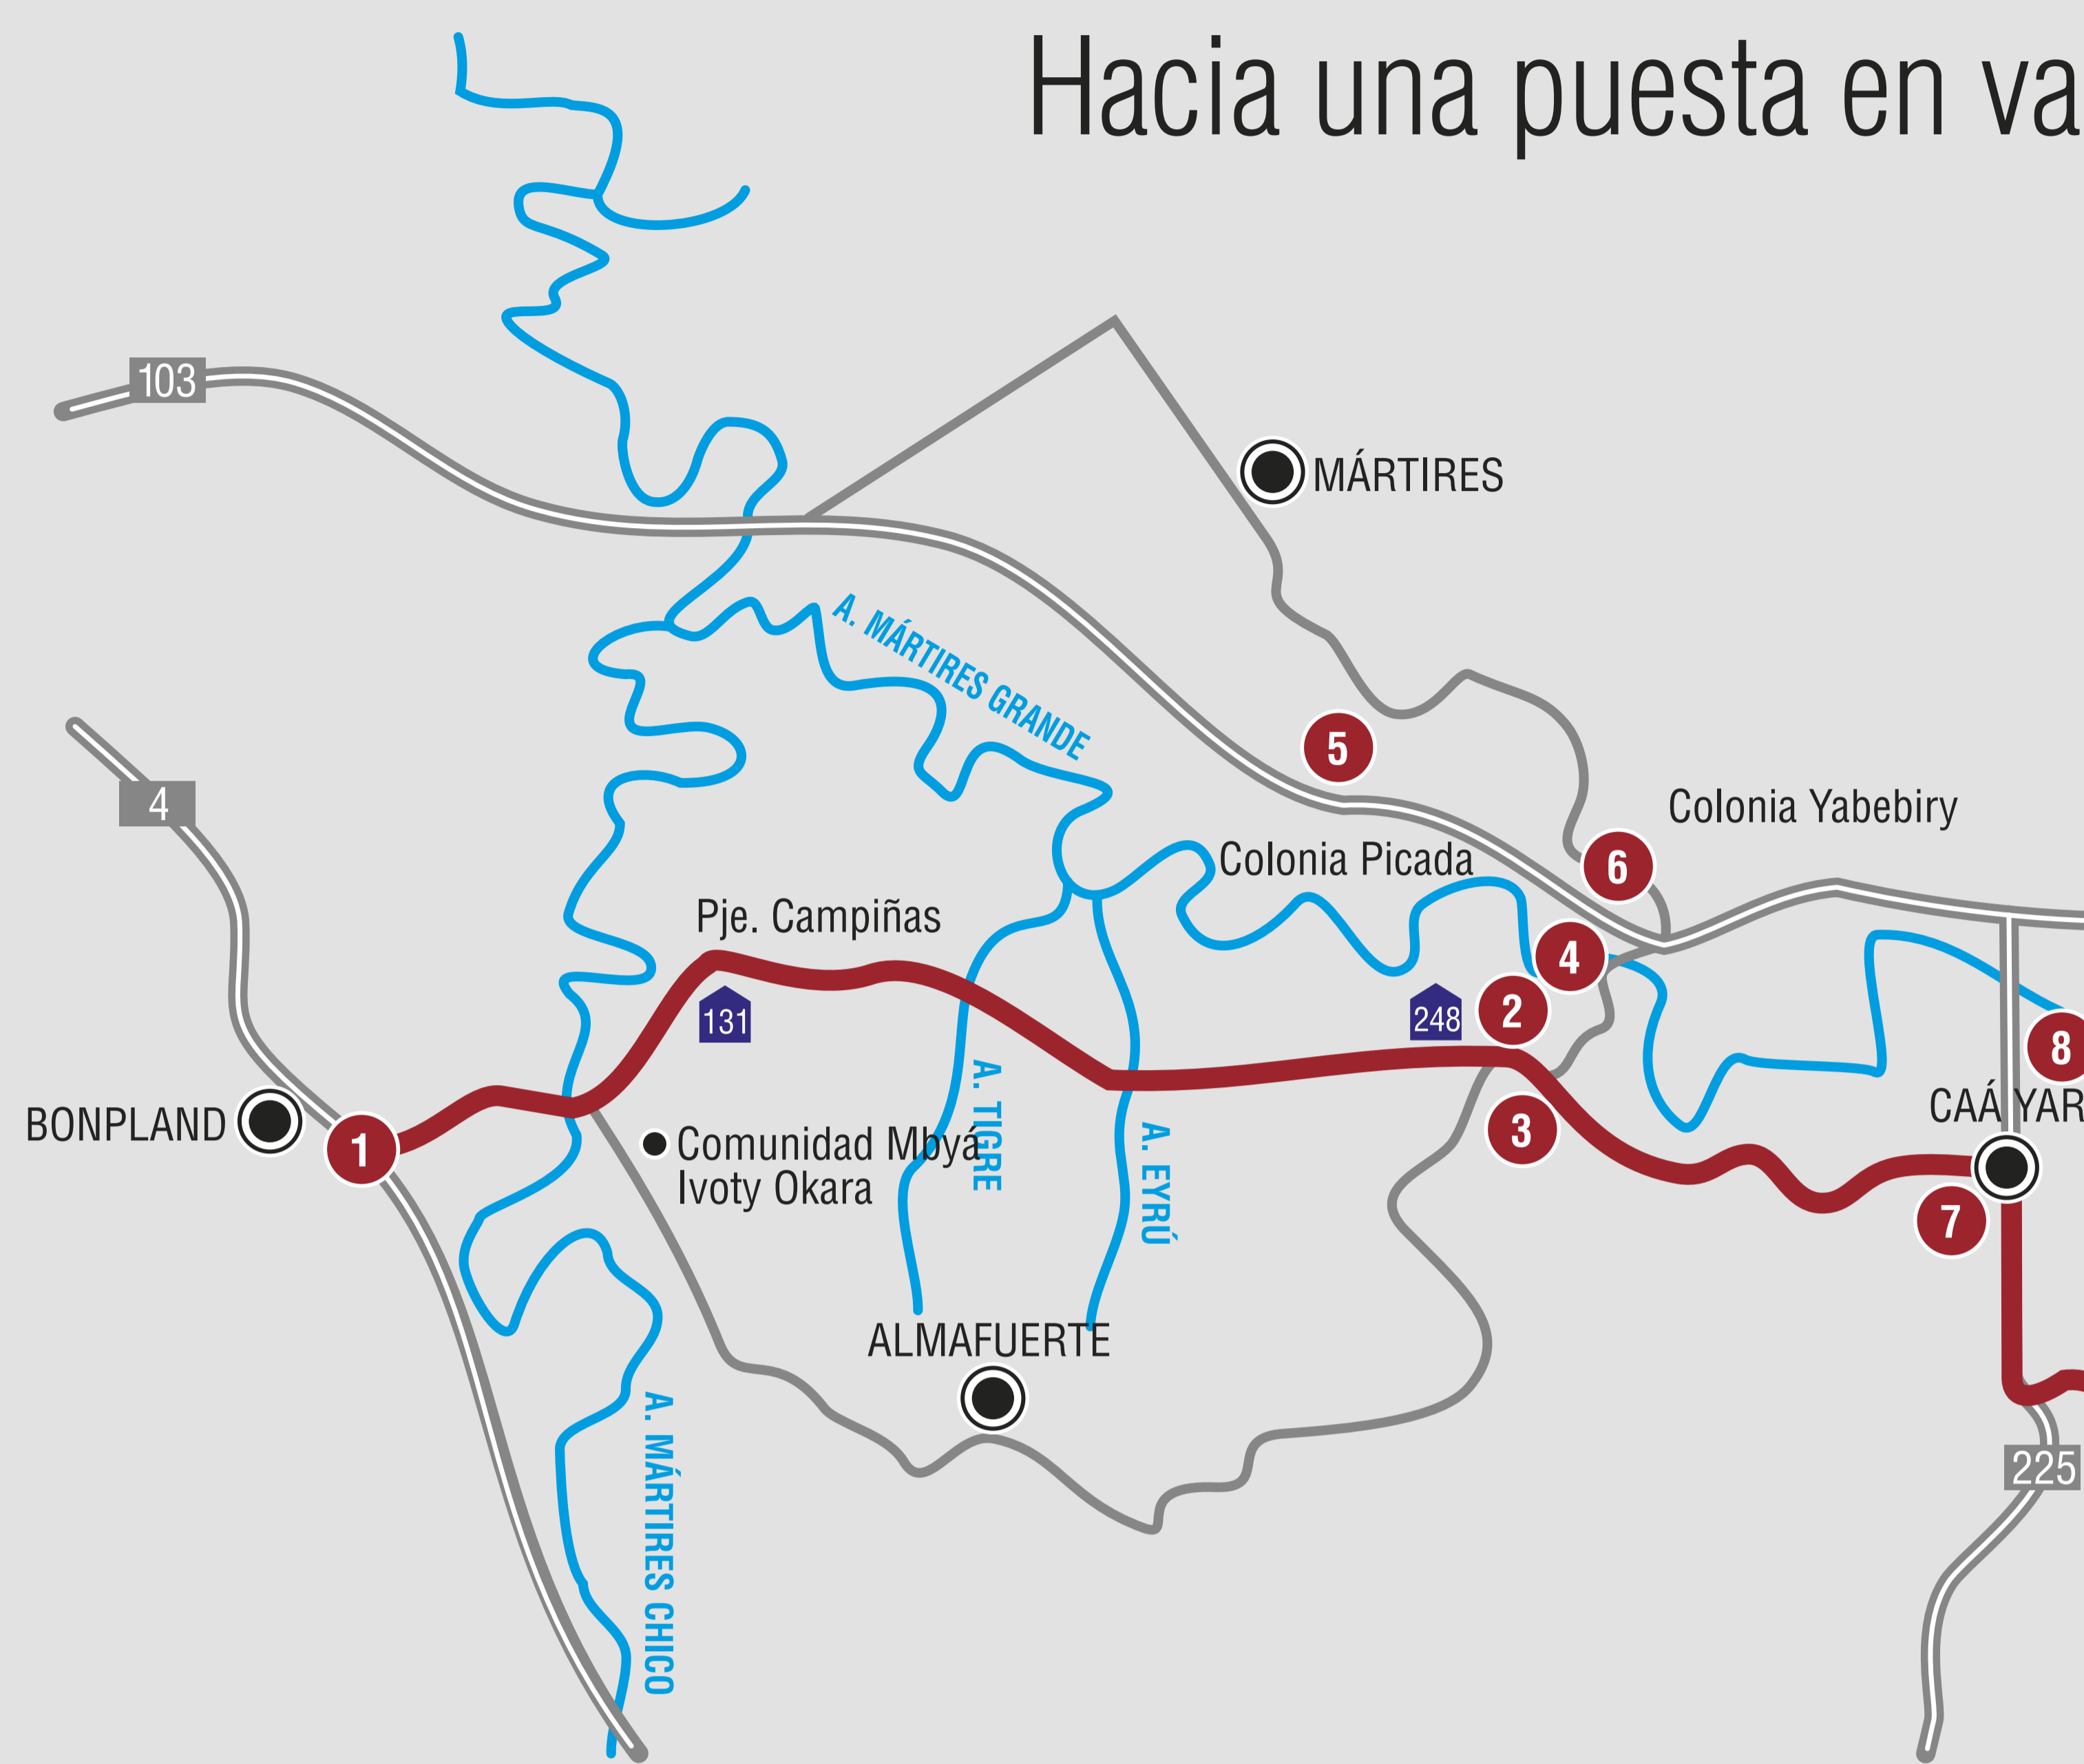 Hacia una puesta en va
103
MÁRTIRES
A. MÁRTIRES GRANDE
5
4
Colonia Yabebiry
Colonia Picada
6
Pje. Campiñas
4
131
248
2
8
BONPLAND
1
Comunidad Mbyá
Ivoty Okara
A. TIGRE
A. EYRÚ
3
CAÁ YAR
7
ALMAFUERTE
A. MÁRTIRES CHICO
225